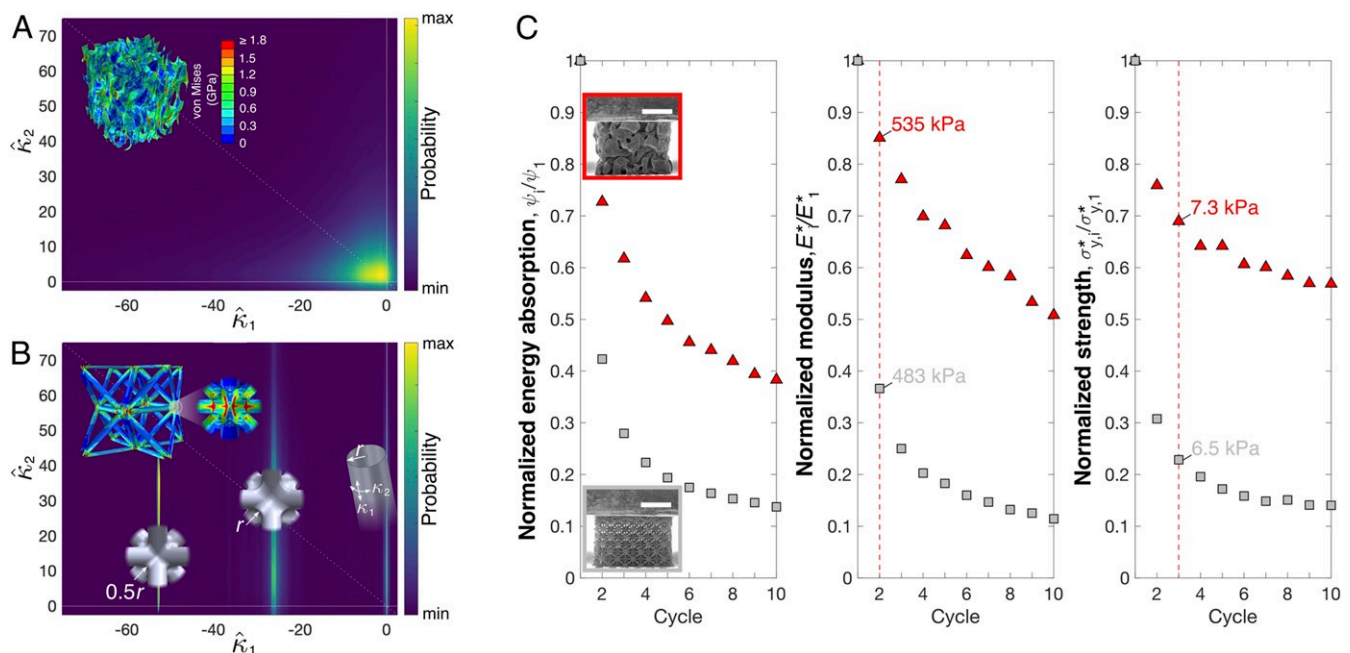 A
70
60
50
40
30
20
10
0
-60
-40
-20
0
κ̂₂
κ̂₁
von Mises
(GPa)
≥ 1.8
1.5
1.2
0.9
0.6
0.3
0
max
Probability
min
B
70
60
50
40
30
20
10
0
-60
-40
-20
0
κ̂₂
κ̂₁
0.5r
r
r
κ₂
κ₁
max
Probability
min
C
Normalized energy absorption, ψᵢ/ψ₁
1
0.9
0.8
0.7
0.6
0.5
0.4
0.3
0.2
0.1
0
2 4 6 8 10
Cycle
Normalized modulus, E*ᵢ/E*₁
1
0.9
0.8
0.7
0.6
0.5
0.4
0.3
0.2
0.1
0
535 kPa
483 kPa
2 4 6 8 10
Cycle
Normalized strength, σ*y,i/σ*y,1
1
0.9
0.8
0.7
0.6
0.5
0.4
0.3
0.2
0.1
0
7.3 kPa
6.5 kPa
2 4 6 8 10
Cycle